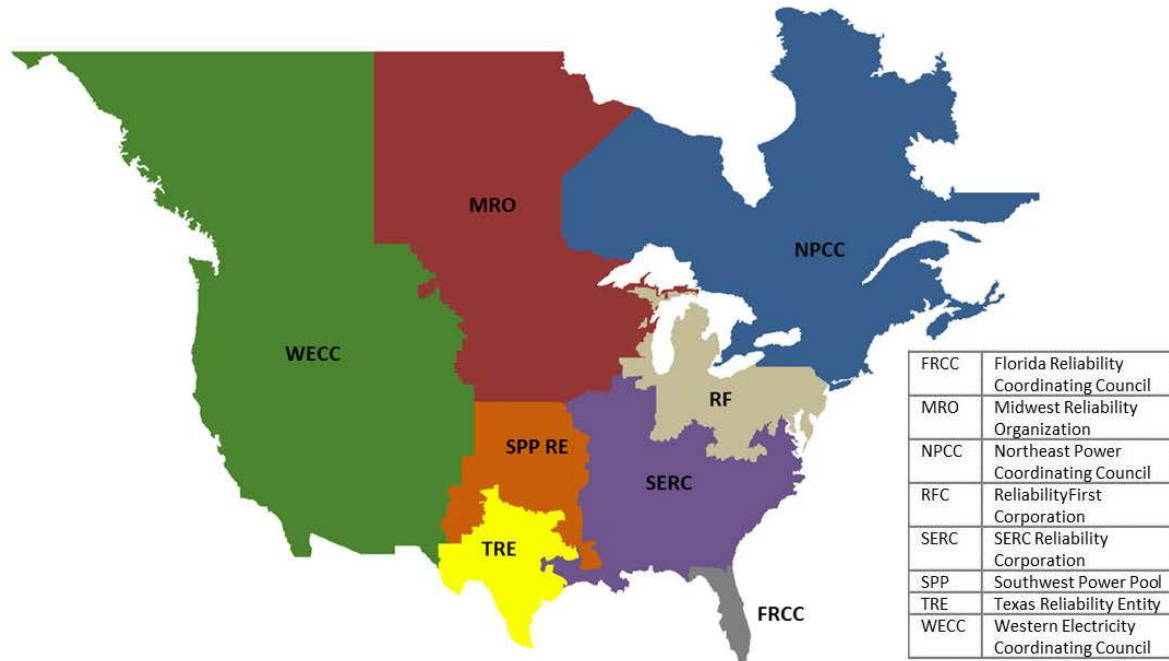 MRO
NPCC
WECC
RF
SPP RE
SERC
TRE
FRCC
FRCC Florida Reliability
Coordinating Council
MRO Midwest Reliability
Organization
NPCC Northeast Power
Coordinating Council
RFC ReliabilityFirst
Corporation
SERC SERC Reliability
Corporation
SPP Southwest Power Pool
TRE Texas Reliability Entity
WECC Western Electricity
Coordinating Council